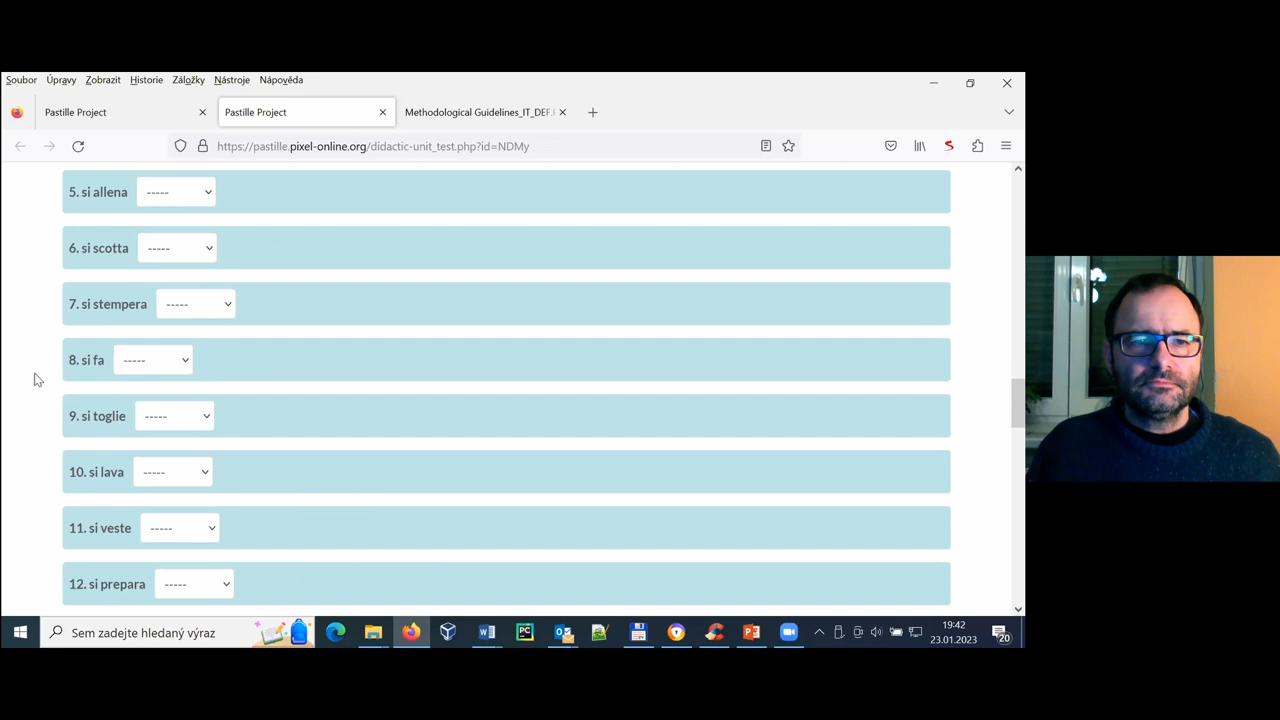 Soubor Úpravy Zobrazit Historie Záložky Nástroje Nápověda
Pastille Project Pastille Project Methodological Guidelines_IT_DEF.
https://pastille.pixel-online.org/didactic-unit_test.php?id=NDMy
5. si allena -----
6. si scotta -----
7. si stempera -----
8. si fa -----
9. si toglie -----
10. si lava -----
11. si veste -----
12. si prepara -----
Sem zadejte hledaný výraz
19:42
23.01.2023
20